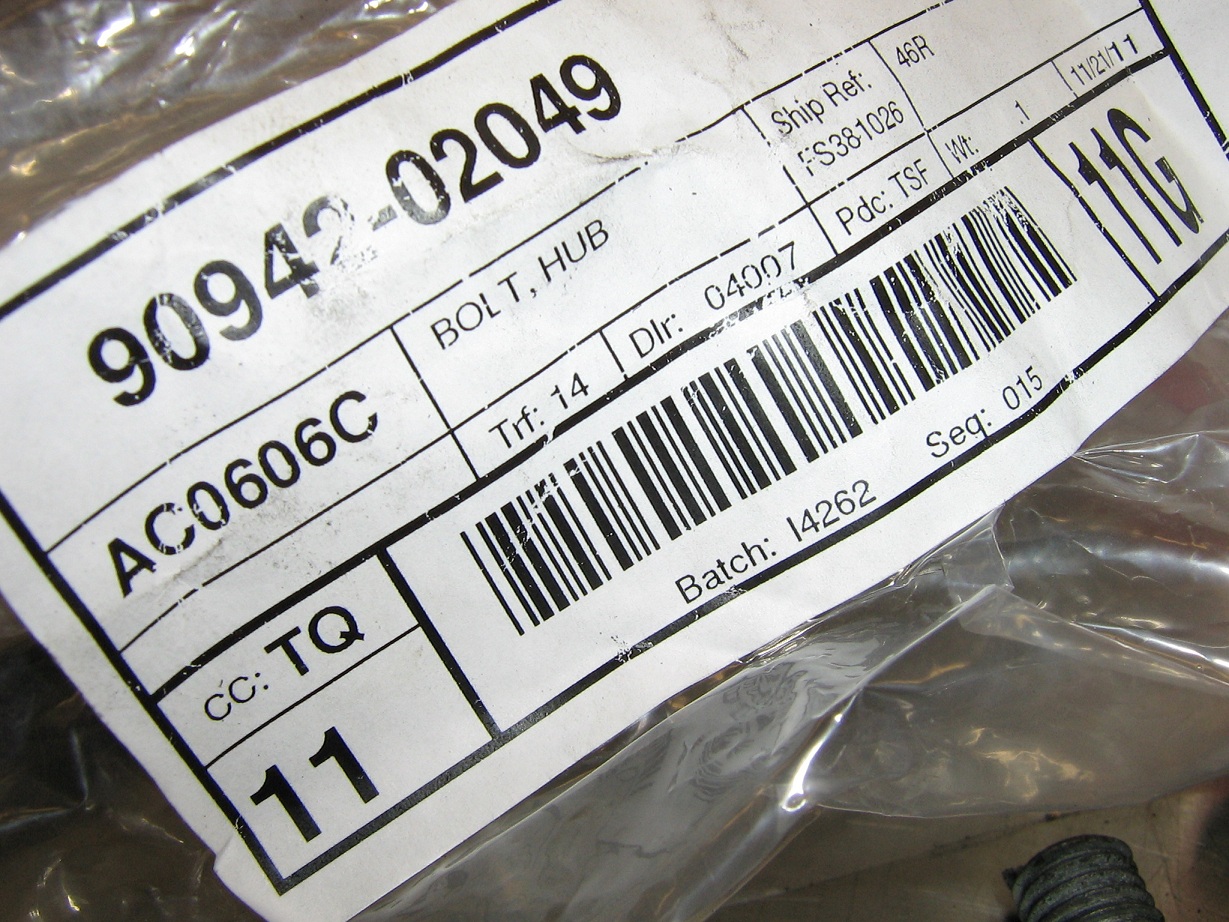 90942-02049
AC0606C
BOLT, HUB
Ship Ref:
FS381026
46R
Trf: 14
Dlr: 04007
Pdc: TSF
Wt: .1
11/21/11
CC: TQ
11
11G
Batch: I4262
Seq: 015